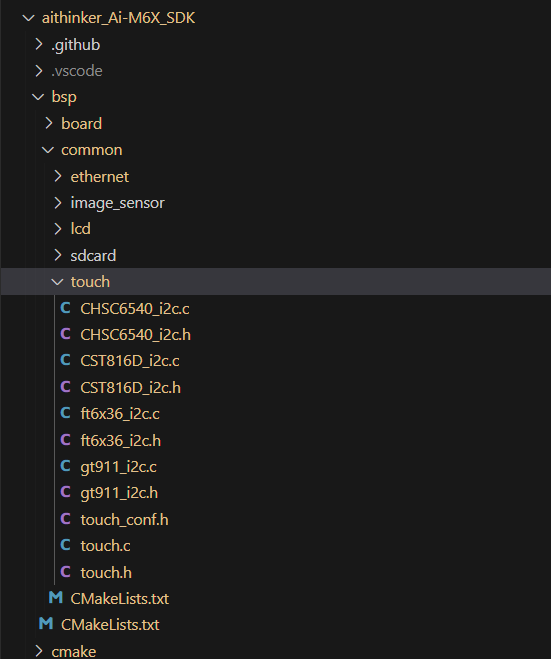 aithinker_Ai-M6X_SDK
.github
.vscode
bsp
board
common
ethernet
image_sensor
lcd
sdcard
touch
C CHSC6540_i2c.c
C CHSC6540_i2c.h
C CST816D_i2c.c
C CST816D_i2c.h
C ft6x36_i2c.c
C ft6x36_i2c.h
C gt911_i2c.c
C gt911_i2c.h
C touch_conf.h
C touch.c
C touch.h
M CMakeLists.txt
M CMakeLists.txt
cmake